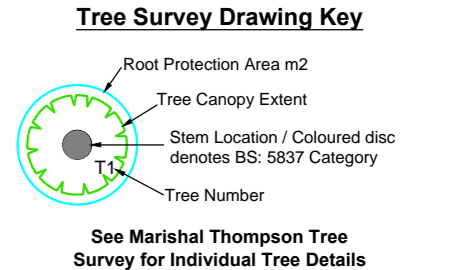 Tree Survey Drawing Key
Root Protection Area m2
Tree Canopy Extent
Stem Location / Coloured disc
denotes BS: 5837 Category
T1
Tree Number
See Marishal Thompson Tree
Survey for Individual Tree Details